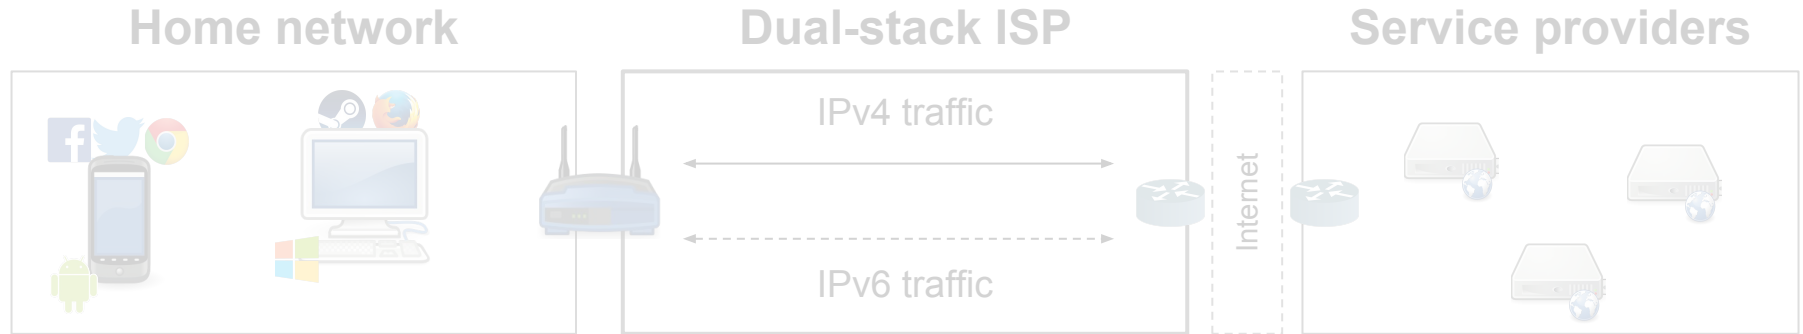 Home network
Dual-stack ISP
Service providers
IPv4 traffic
Internet
IPv6 traffic